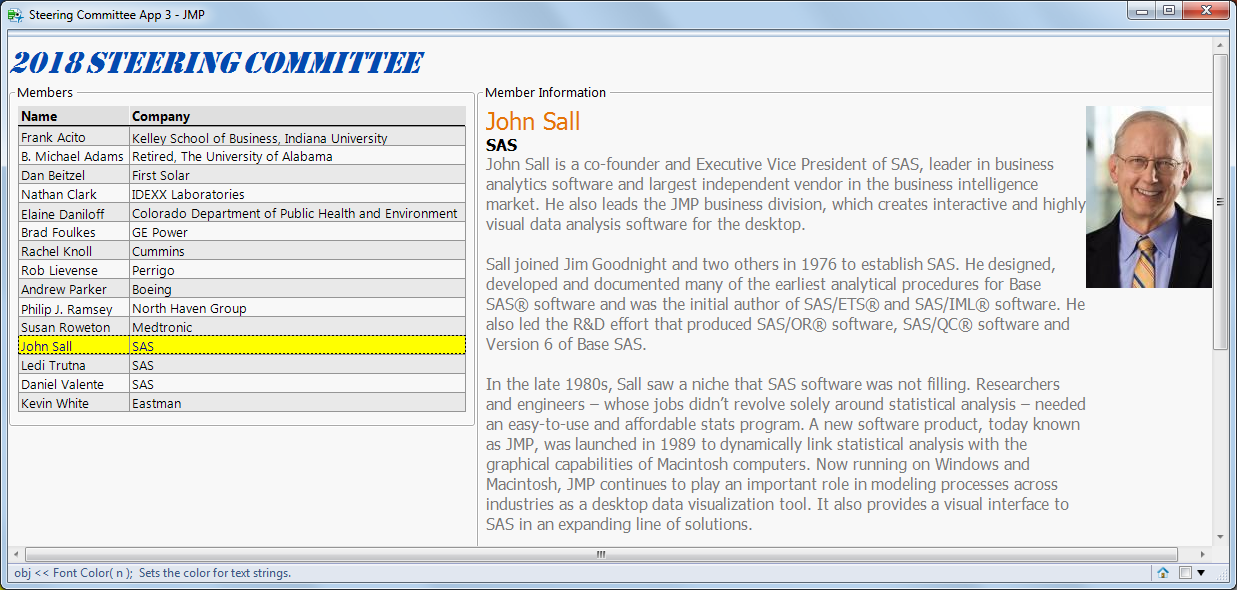 Steering Committee App 3 - JMP
2018 STEERING COMMITTEE
Members
Name Company
Frank Acito Kelley School of Business, Indiana University
B. Michael Adams Retired, The University of Alabama
Dan Beitzel First Solar
Nathan Clark IDEXX Laboratories
Elaine Daniloff Colorado Department of Public Health and Environment
Brad Foulkes GE Power
Rachel Knoll Cummins
Rob Lievense Perrigo
Andrew Parker Boeing
Philip J. Ramsey North Haven Group
Susan Roweton Medtronic
John Sall SAS
Ledi Trutna SAS
Daniel Valente SAS
Kevin White Eastman
Member Information
John Sall
SAS
John Sall is a co-founder and Executive Vice President of SAS, leader in business
analytics software and largest independent vendor in the business intelligence
market. He also leads the JMP business division, which creates interactive and highly
visual data analysis software for the desktop.
Sall joined Jim Goodnight and two others in 1976 to establish SAS. He designed,
developed and documented many of the earliest analytical procedures for Base
SAS® software and was the initial author of SAS/ETS® and SAS/IML® software. He
also led the R&D effort that produced SAS/OR® software, SAS/QC® software and
Version 6 of Base SAS.
In the late 1980s, Sall saw a niche that SAS software was not filling. Researchers
and engineers – whose jobs didn’t revolve solely around statistical analysis – needed
an easy-to-use and affordable stats program. A new software product, today known
as JMP, was launched in 1989 to dynamically link statistical analysis with the
graphical capabilities of Macintosh computers. Now running on Windows and
Macintosh, JMP continues to play an important role in modeling processes across
industries as a desktop data visualization tool. It also provides a visual interface to
SAS in an expanding line of solutions.
obj << Font Color( n ); Sets the color for text strings.